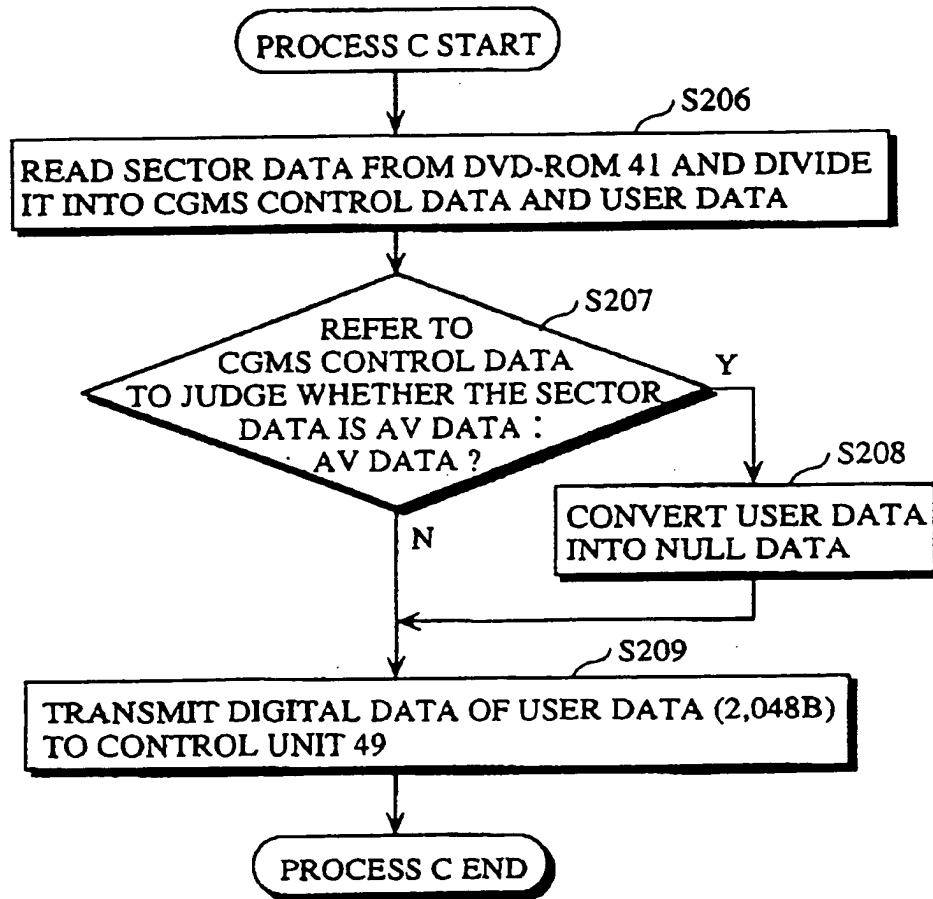 PROCESS C START
S206
READ SECTOR DATA FROM DVD-ROM 41 AND DIVIDE
IT INTO CGMS CONTROL DATA AND USER DATA
S207
REFER TO
CGMS CONTROL DATA
TO JUDGE WHETHER THE SECTOR
DATA IS AV DATA :
AV DATA ?
Y
S208
CONVERT USER DATA
INTO NULL DATA
N
S209
TRANSMIT DIGITAL DATA OF USER DATA (2,048B)
TO CONTROL UNIT 49
PROCESS C END